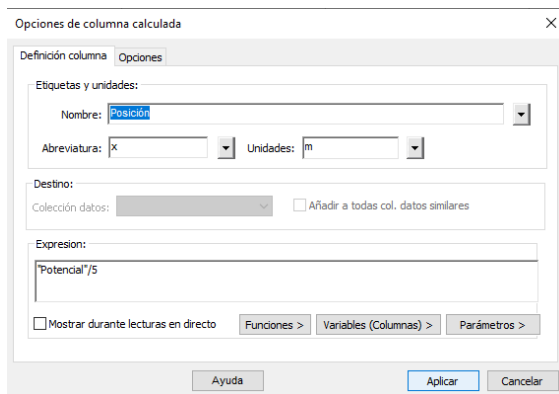 Opciones de columna calculada
Definición columna Opciones
Etiquetas y unidades:
Nombre: Posición
Abreviatura: x Unidades: m
Destino:
Colección datos: Añadir a todas col. datos similares
Expresion:
"Potencial"/5
Mostrar durante lecturas en directo Funciones > Variables (Columnas) > Parámetros >
Ayuda Aplicar Cancelar